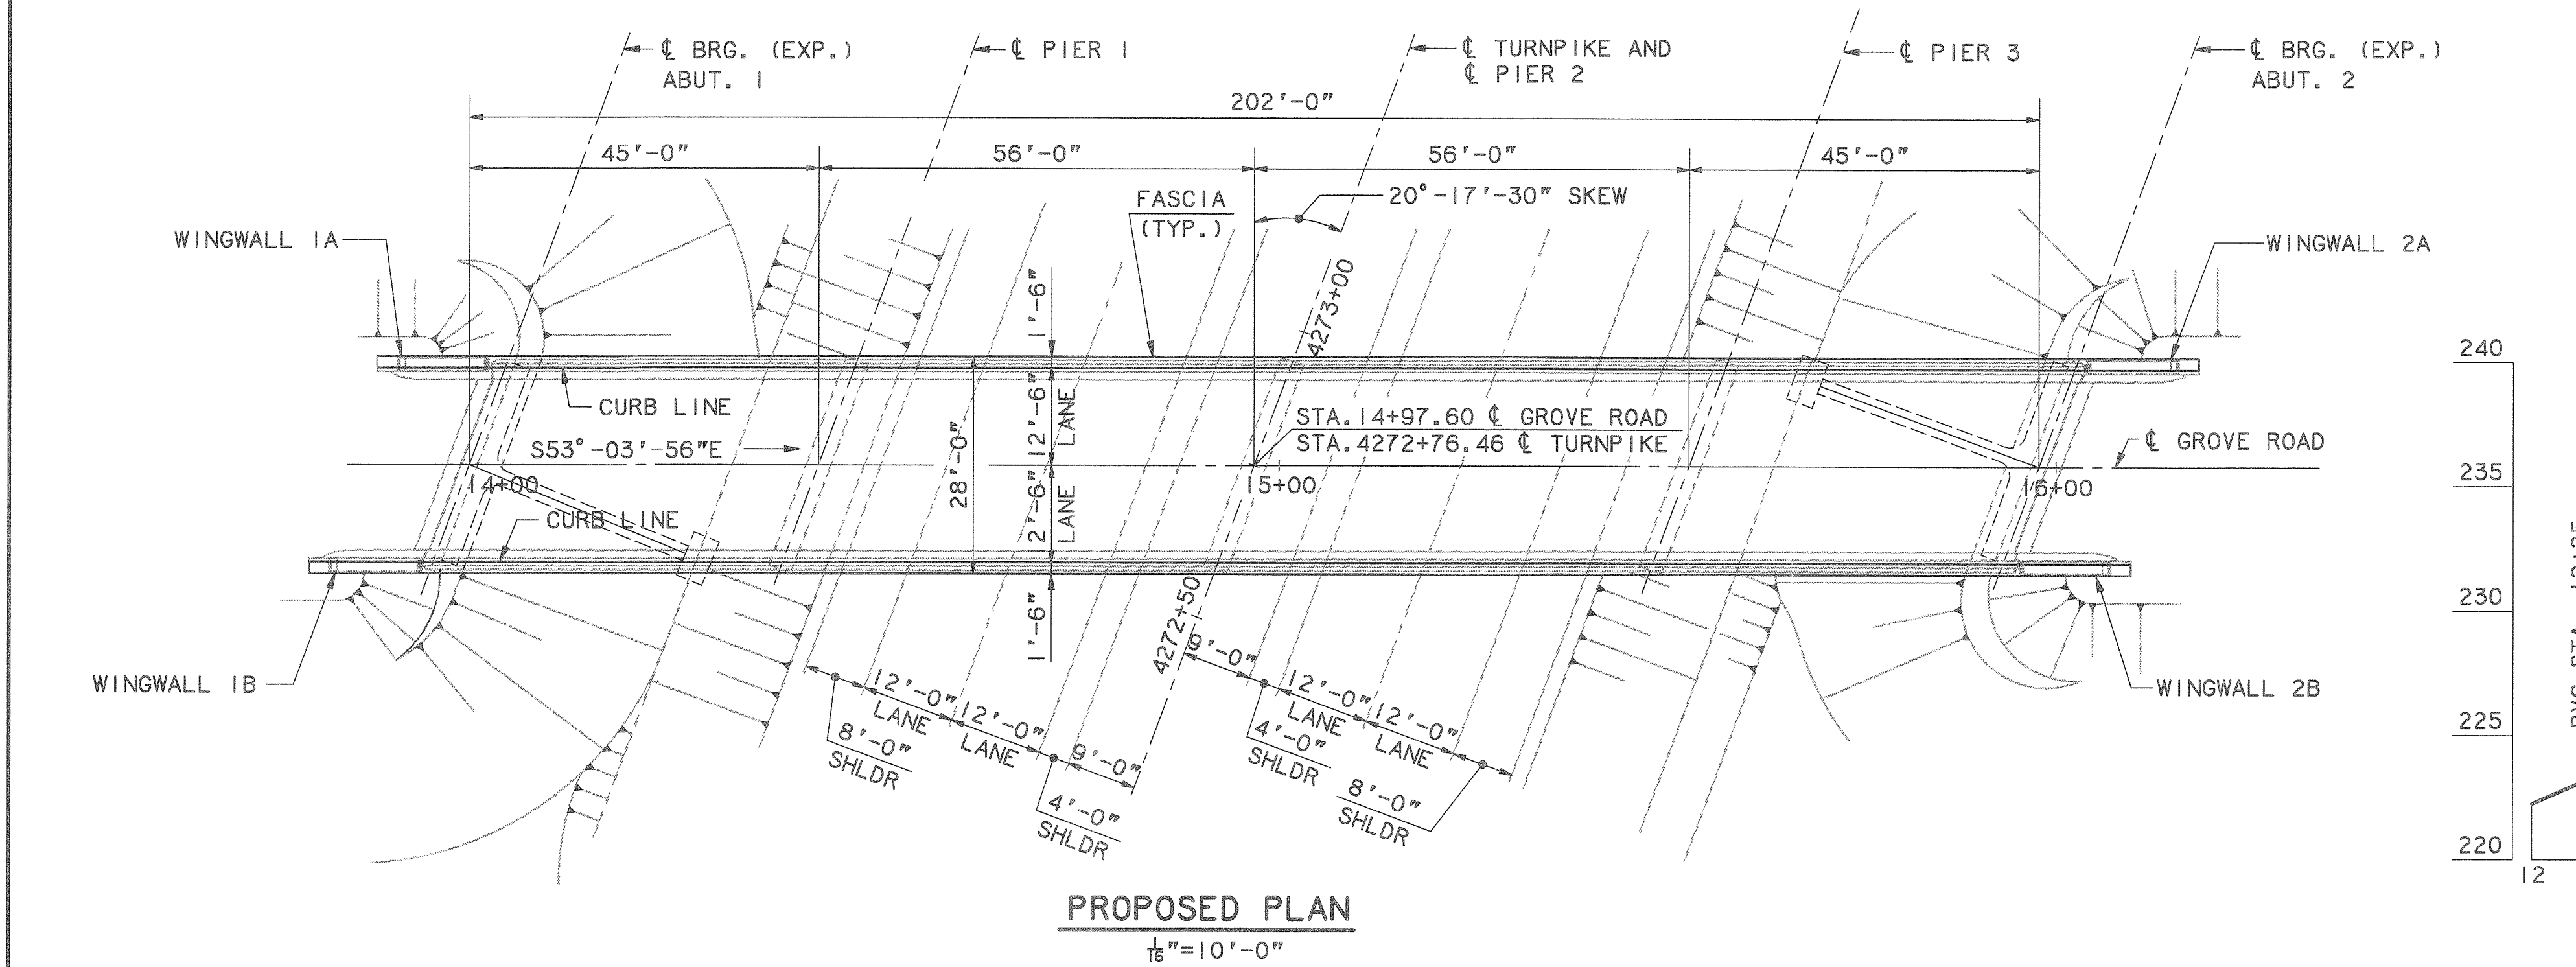 ℄ BRG. (EXP.)
ABUT. 1
℄ PIER 1
℄ TURNPIKE AND
℄ PIER 2
℄ PIER 3
℄ BRG. (EXP.)
ABUT. 2
202'-0"
45'-0"
56'-0"
56'-0"
45'-0"
20°-17'-30" SKEW
FASCIA
(TYP.)
WINGWALL 1A
WINGWALL 2A
1'-6"
4273+00
CURB LINE
12'-6"
LANE
STA.14+97.60 ℄ GROVE ROAD
STA.4272+76.46 ℄ TURNPIKE
S53°-03'-56"E
28'-0"
℄ GROVE ROAD
14+00
15+00
16+00
CURB LINE
12'-6"
LANE
1'-6"
4272+50
WINGWALL 1B
WINGWALL 2B
8'-0"
SHLDR
12'-0"
LANE
12'-0"
LANE
4'-0"
SHLDR
9'-0"
9'-0"
4'-0"
SHLDR
12'-0"
LANE
12'-0"
LANE
8'-0"
SHLDR
240
235
230
225
220
12
PROPOSED PLAN
1/16"=10'-0"